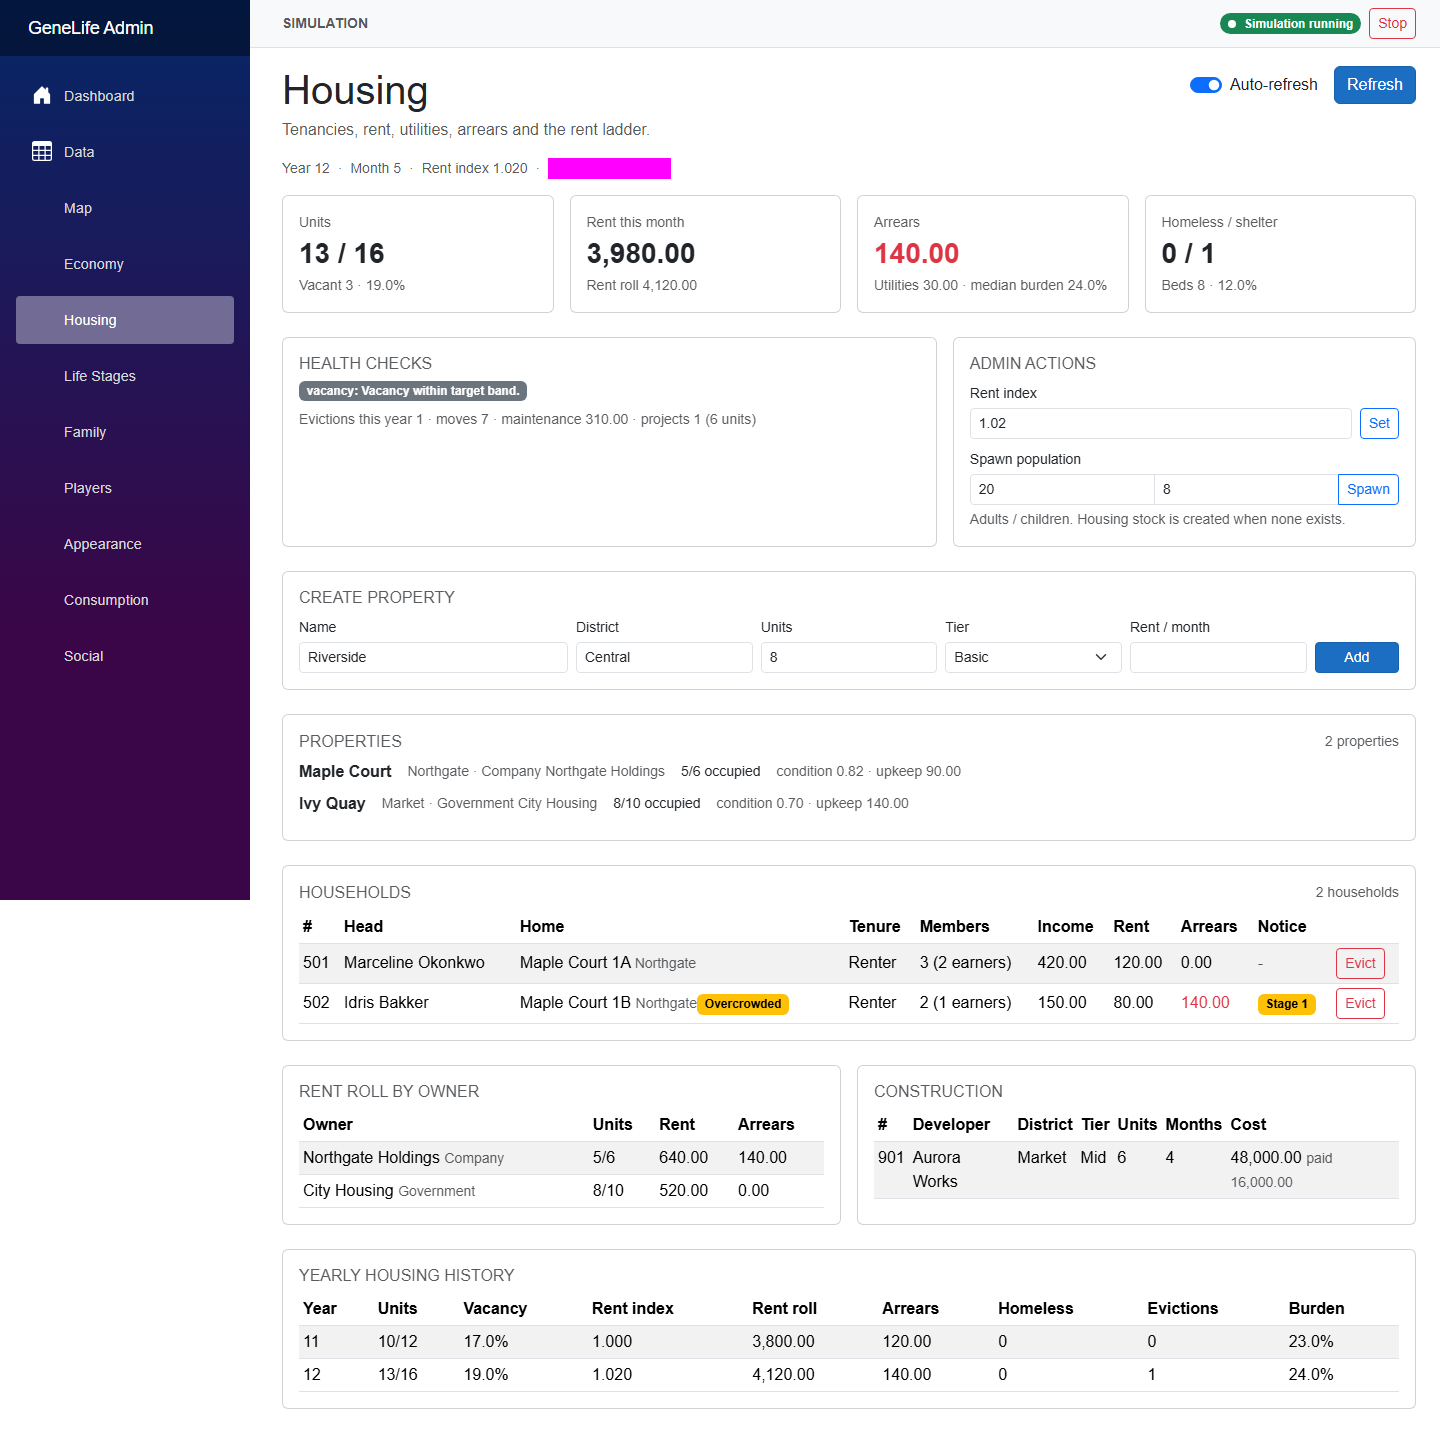 GeneLife Admin
SIMULATION
Simulation running
Stop
Dashboard
Data
Map
Economy
Housing
Life Stages
Family
Players
Appearance
Consumption
Social
Housing
Auto-refresh
Refresh
Tenancies, rent, utilities, arrears and the rent ladder.
Year 12 · Month 5 · Rent index 1.020 ·
Units
13 / 16
Vacant 3 · 19.0%
Rent this month
3,980.00
Rent roll 4,120.00
Arrears
140.00
Utilities 30.00 · median burden 24.0%
Homeless / shelter
0 / 1
Beds 8 · 12.0%
HEALTH CHECKS
vacancy: Vacancy within target band.
Evictions this year 1 · moves 7 · maintenance 310.00 · projects 1 (6 units)
ADMIN ACTIONS
Rent index
1.02 Set
Spawn population
20 8 Spawn
Adults / children. Housing stock is created when none exists.
CREATE PROPERTY
Name District Units Tier Rent / month
Riverside Central 8 Basic Add
PROPERTIES 2 properties
Maple Court Northgate · Company Northgate Holdings 5/6 occupied condition 0.82 · upkeep 90.00
Ivy Quay Market · Government City Housing 8/10 occupied condition 0.70 · upkeep 140.00
HOUSEHOLDS 2 households
# Head Home Tenure Members Income Rent Arrears Notice
501 Marceline Okonkwo Maple Court 1A Northgate Renter 3 (2 earners) 420.00 120.00 0.00 - Evict
502 Idris Bakker Maple Court 1B Northgate Overcrowded Renter 2 (1 earners) 150.00 80.00 140.00 Stage 1 Evict
RENT ROLL BY OWNER
Owner Units Rent Arrears
Northgate Holdings Company 5/6 640.00 140.00
City Housing Government 8/10 520.00 0.00
CONSTRUCTION
# Developer District Tier Units Months Cost
901 Aurora Market Mid 6 4 48,000.00 paid
Works 16,000.00
YEARLY HOUSING HISTORY
Year Units Vacancy Rent index Rent roll Arrears Homeless Evictions Burden
11 10/12 17.0% 1.000 3,800.00 120.00 0 0 23.0%
12 13/16 19.0% 1.020 4,120.00 140.00 0 1 24.0%